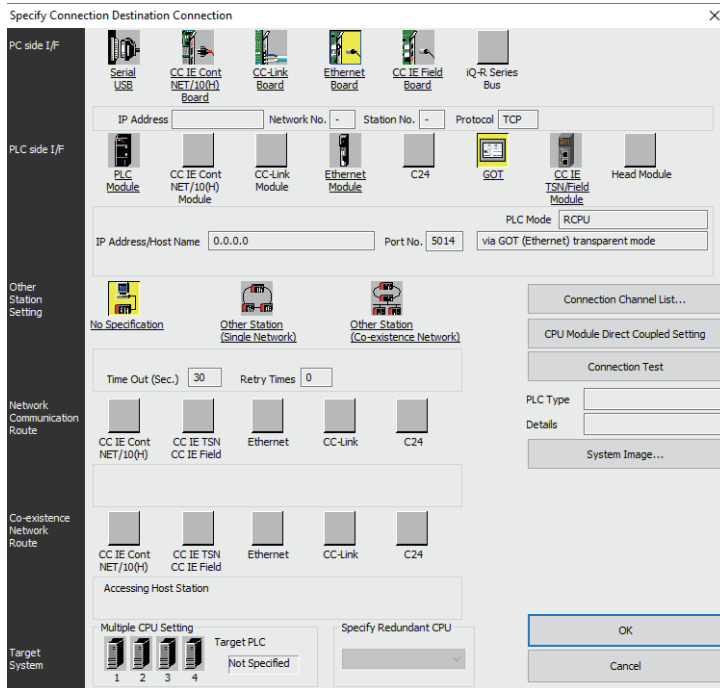 Specify Connection Destination Connection
PC side I/F
Serial
USB
CC IE Cont
NET/10(H)
Board
CC-Link
Board
Ethernet
Board
CC IE Field
Board
iQ-R Series
Bus
IP Address
Network No. -
Station No. -
Protocol TCP
PLC side I/F
PLC
Module
CC IE Cont
NET/10(H)
Module
CC-Link
Module
Ethernet
Module
C24
GOT
CC IE
TSN/Field
Module
Head Module
PLC Mode RCPU
IP Address/Host Name 0.0.0.0
Port No. 5014
via GOT (Ethernet) transparent mode
Other
Station
Setting
No Specification
Other Station
(Single Network)
Other Station
(Co-existence Network)
Connection Channel List...
CPU Module Direct Coupled Setting
Connection Test
Time Out (Sec.) 30
Retry Times 0
PLC Type
Details
System Image...
Network
Communication
Route
CC IE Cont
NET/10(H)
CC IE TSN
CC IE Field
Ethernet
CC-Link
C24
Co-existence
Network
Route
CC IE Cont
NET/10(H)
CC IE TSN
CC IE Field
Ethernet
CC-Link
C24
Accessing Host Station
Target
System
Multiple CPU Setting
1 2 3 4
Target PLC
Not Specified
Specify Redundant CPU
OK
Cancel